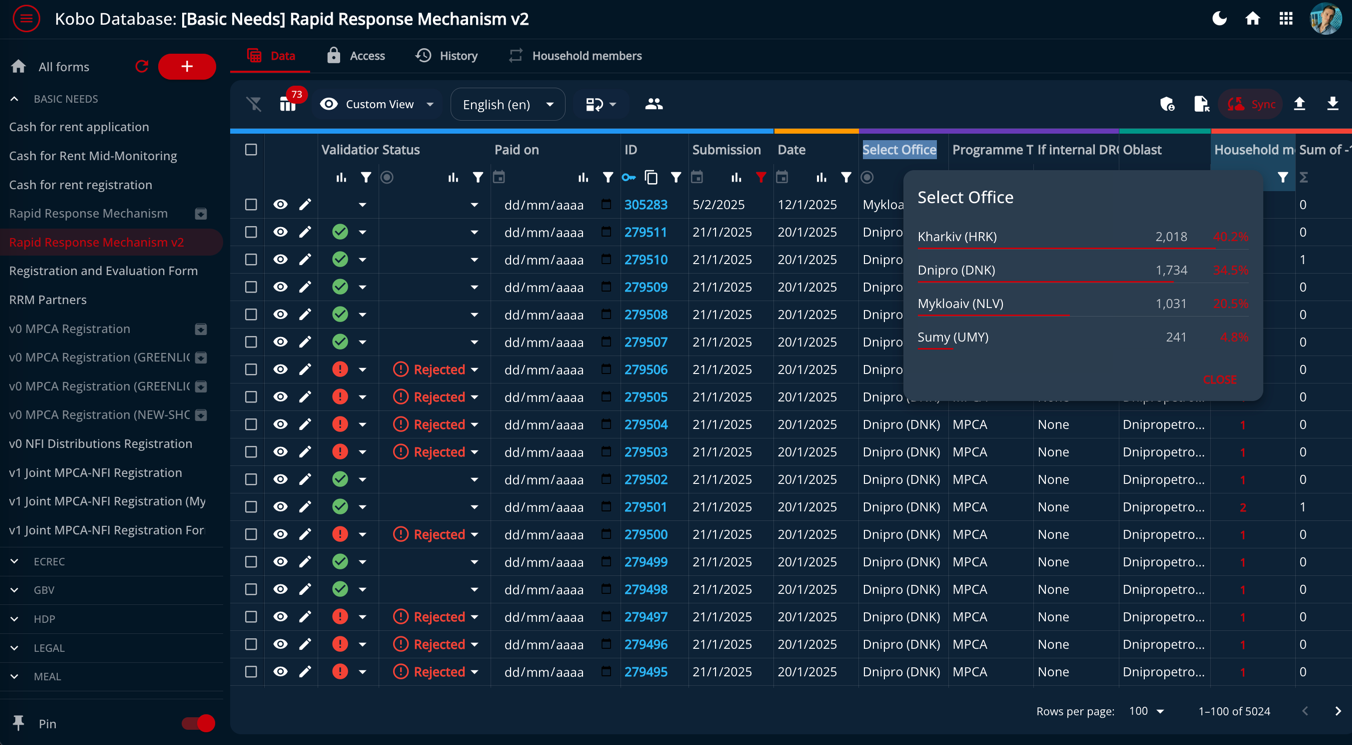 Kobo Database: [Basic Needs] Rapid Response Mechanism v2
All forms
+
BASIC NEEDS
Cash for rent application
Cash for Rent Mid-Monitoring
Cash for rent registration
Rapid Response Mechanism
Rapid Response Mechanism v2
Registration and Evaluation Form
RRM Partners
v0 MPCA Registration
v0 MPCA Registration (GREENLIC
v0 MPCA Registration (GREENLIC
v0 MPCA Registration (NEW-SHC
v0 NFI Distributions Registration
v1 Joint MPCA-NFI Registration
v1 Joint MPCA-NFI Registration (My
v1 Joint MPCA-NFI Registration For
ECREC
GBV
HDP
LEGAL
MEAL
Pin
Data Access History Household members
73 Custom View English (en) Sync
Validation Status Paid on ID Submission Date Select Office Programme T If internal DRC Oblast Household m Sum of -1
Σ
dd/mm/aaaa 305283 5/2/2025 12/1/2025 Mykloa 0
dd/mm/aaaa 279511 21/1/2025 20/1/2025 Dnipro 0
dd/mm/aaaa 279510 21/1/2025 20/1/2025 Dnipro 1
dd/mm/aaaa 279509 21/1/2025 20/1/2025 Dnipro 0
dd/mm/aaaa 279508 21/1/2025 20/1/2025 Dnipro 0
dd/mm/aaaa 279507 21/1/2025 20/1/2025 Dnipro 0
Rejected dd/mm/aaaa 279506 21/1/2025 20/1/2025 Dnipro 0
Rejected dd/mm/aaaa 279505 21/1/2025 20/1/2025 Dnipro 0
Rejected dd/mm/aaaa 279504 21/1/2025 20/1/2025 Dnipro (DNK) MPCA None Dnipropetro... 1 0
Rejected dd/mm/aaaa 279503 21/1/2025 20/1/2025 Dnipro (DNK) MPCA None Dnipropetro... 1 0
dd/mm/aaaa 279502 21/1/2025 20/1/2025 Dnipro (DNK) MPCA None Dnipropetro... 1 0
dd/mm/aaaa 279501 21/1/2025 20/1/2025 Dnipro (DNK) MPCA None Dnipropetro... 2 1
Rejected dd/mm/aaaa 279500 21/1/2025 20/1/2025 Dnipro (DNK) MPCA None Dnipropetro... 1 0
dd/mm/aaaa 279499 21/1/2025 20/1/2025 Dnipro (DNK) MPCA None Dnipropetro... 1 0
dd/mm/aaaa 279498 21/1/2025 20/1/2025 Dnipro (DNK) MPCA None Dnipropetro... 1 0
Rejected dd/mm/aaaa 279497 21/1/2025 20/1/2025 Dnipro (DNK) MPCA None Dnipropetro... 1 0
Rejected dd/mm/aaaa 279496 21/1/2025 20/1/2025 Dnipro (DNK) MPCA None Dnipropetro... 1 0
Rejected dd/mm/aaaa 279495 21/1/2025 20/1/2025 Dnipro (DNK) MPCA None Dnipropetro... 1 0
Select Office
Kharkiv (HRK) 2,018 40.2%
Dnipro (DNK) 1,734 34.5%
Mykloaiv (NLV) 1,031 20.5%
Sumy (UMY) 241 4.8%
CLOSE
Rows per page: 100 1–100 of 5024